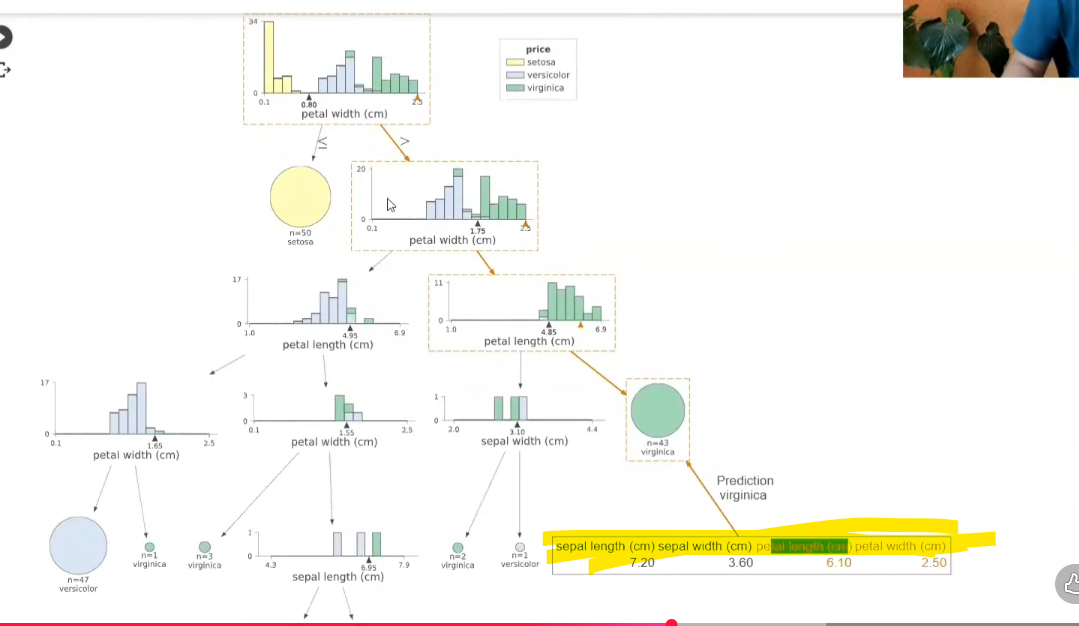 34
0
0.1
0.80
2.5
petal width (cm)
price
setosa
versicolor
virginica
≤
>
n=50
setosa
20
0
0.1
1.75
2.5
petal width (cm)
17
0
1.0
4.95
6.9
petal length (cm)
11
0
1.0
4.85
6.9
petal length (cm)
17
0
0.1
1.65
2.5
petal width (cm)
3
0
0.1
1.55
2.5
petal width (cm)
1
0
2.0
3.10
4.4
sepal width (cm)
n=43
virginica
Prediction
virginica
n=47
versicolor
n=1
virginica
n=3
virginica
1
0
4.3
6.95
7.9
sepal length (cm)
n=2
virginica
n=1
versicolor
sepal length (cm) sepal width (cm) petal length (cm) petal width (cm)
7.20 3.60 6.10 2.50